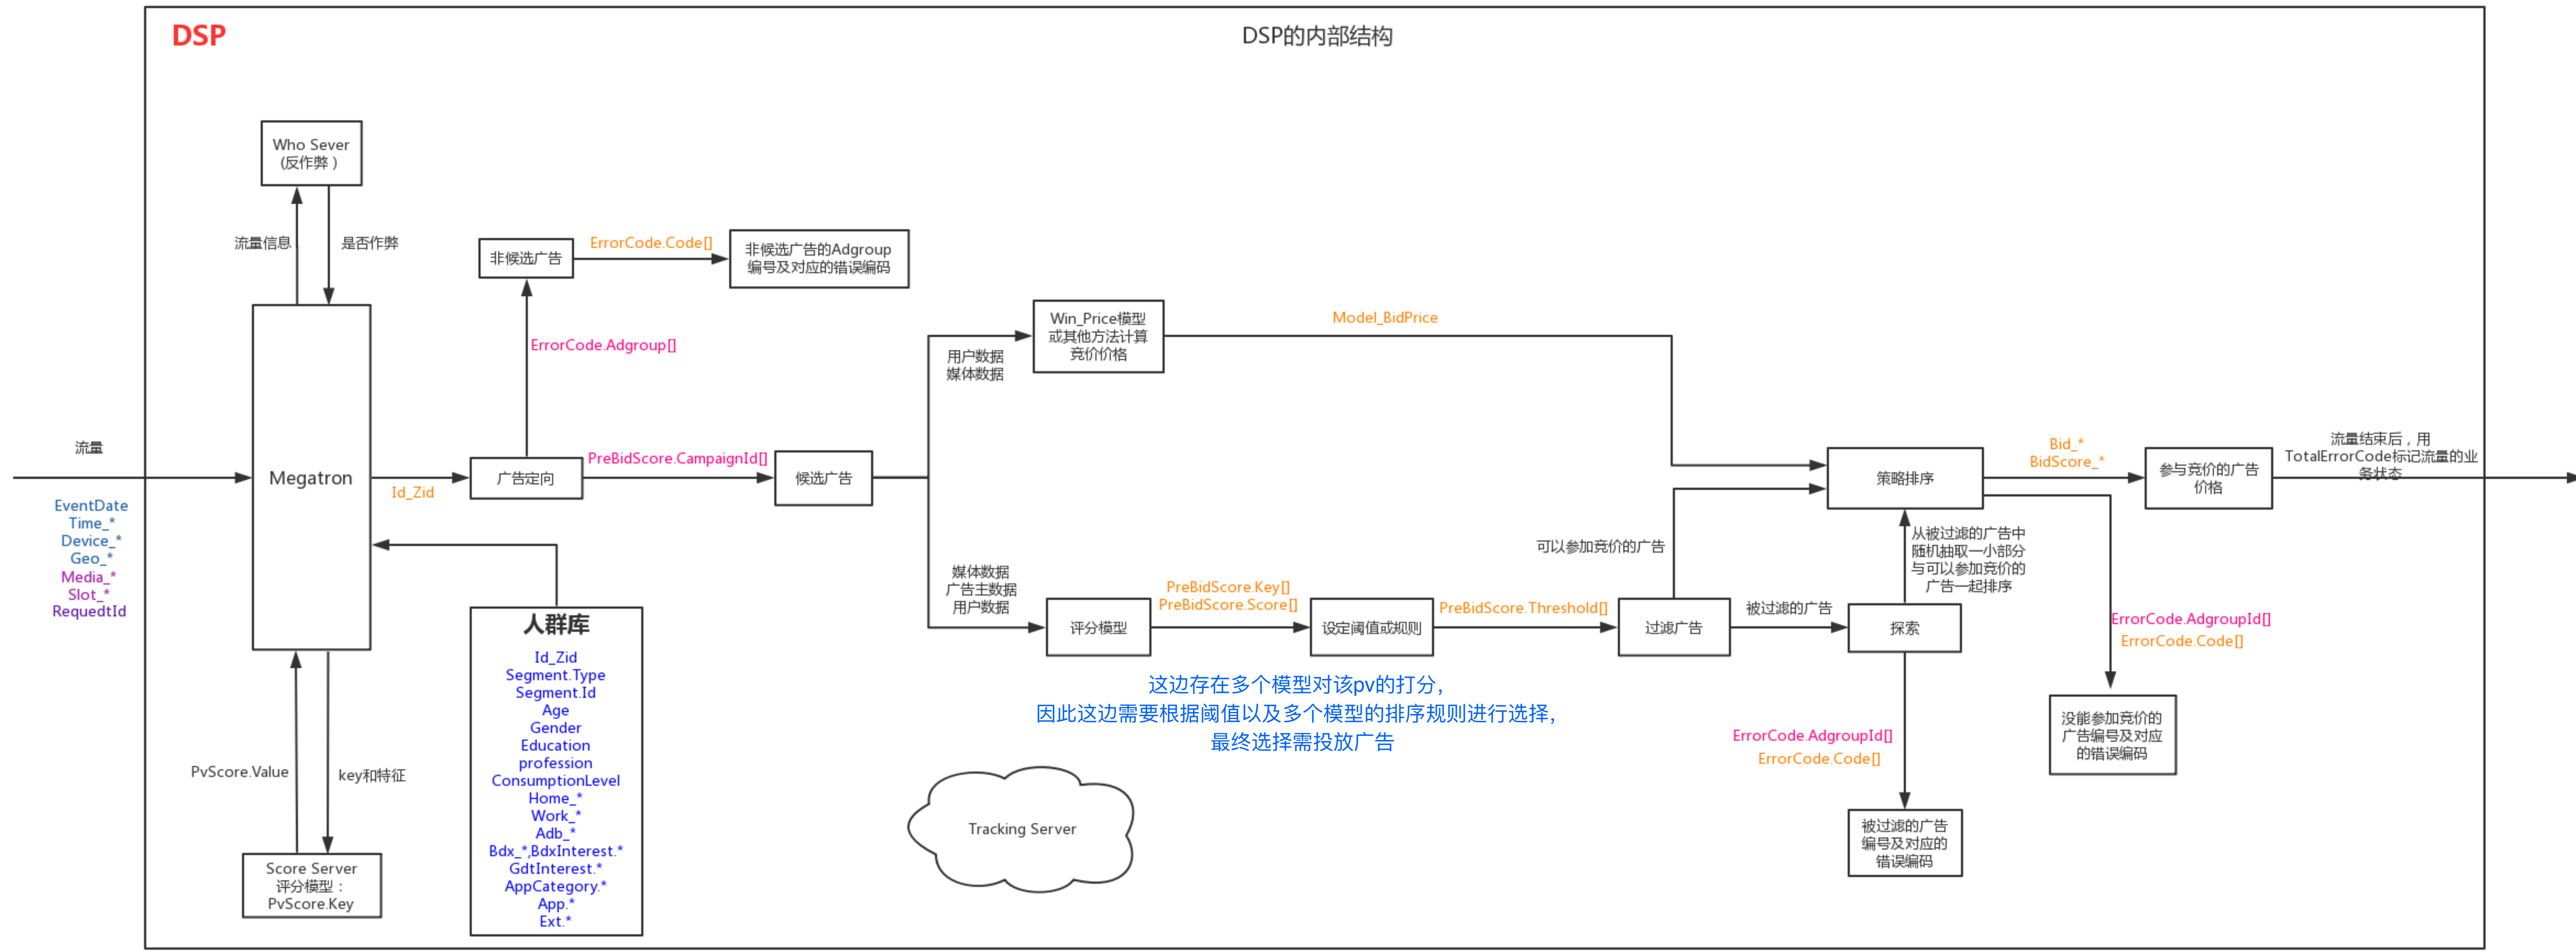 DSP
DSP的内部结构
Who Sever
(反作弊)
流量信息
是否作弊
非候选广告
ErrorCode.Code[]
非候选广告的Adgroup
编号及对应的错误编码
ErrorCode.Adgroup[]
流量
EventDate
Time_*
Device_*
Geo_*
Media_*
Slot_*
RequedtId
Megatron
Id_Zid
广告定向
PreBidScore.CampaignId[]
候选广告
用户数据
媒体数据
Win_Price模型
或其他方法计算
竞价价格
Model_BidPrice
媒体数据
广告主数据
用户数据
评分模型
PreBidScore.Key[]
PreBidScore.Score[]
设定阈值或规则
PreBidScore.Threshold[]
过滤广告
可以参加竞价的广告
被过滤的广告
探索
从被过滤的广告中
随机抽取一小部分
与可以参加竞价的
广告一起排序
策略排序
Bid_*
BidScore_*
参与竞价的广告
价格
流量结束后，用
TotalErrorCode标记流量的业
务状态
ErrorCode.AdgroupId[]
ErrorCode.Code[]
没能参加竞价的
广告编号及对应
的错误编码
ErrorCode.AdgroupId[]
ErrorCode.Code[]
被过滤的广告
编号及对应的
错误编码
这边存在多个模型对该pv的打分，
因此这边需要根据阈值以及多个模型的排序规则进行选择，
最终选择需投放广告
Tracking Server
人群库
Id_Zid
Segment.Type
Segment.Id
Age
Gender
Education
profession
ConsumptionLevel
Home_*
Work_*
Adb_*
Bdx_*,BdxInterest.*
GdtInterest.*
AppCategory.*
App.*
Ext.*
PvScore.Value
key和特征
Score Server
评分模型：
PvScore.Key